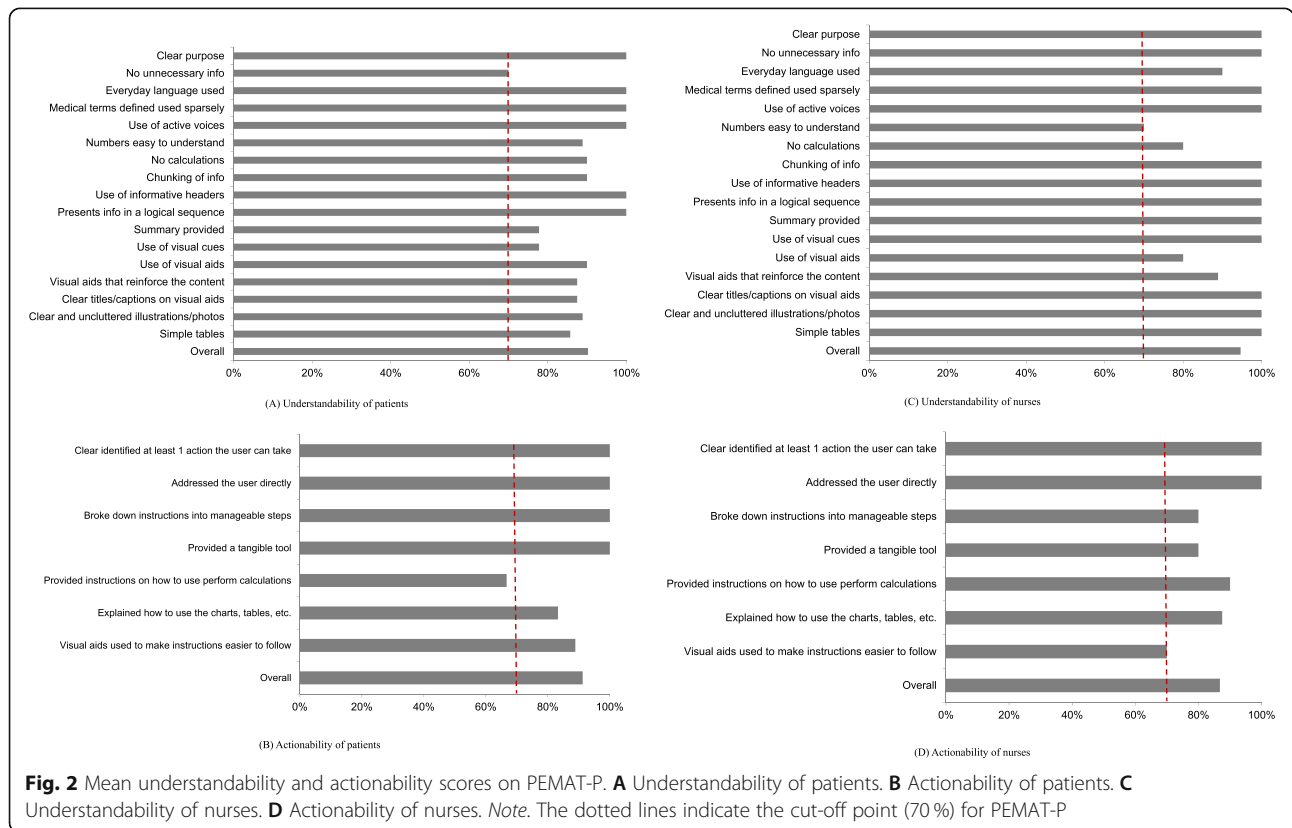 Clear purpose
No unnecessary info
Everyday language used
Medical terms defined used sparsely
Use of active voices
Numbers easy to understand
No calculations
Chunking of info
Use of informative headers
Presents info in a logical sequence
Summary provided
Use of visual cues
Use of visual aids
Visual aids that reinforce the content
Clear titles/captions on visual aids
Clear and uncluttered illustrations/photos
Simple tables
Overall
0% 20% 40% 60% 80% 100%
(A) Understandability of patients
Clear purpose
No unnecessary info
Everyday language used
Medical terms defined used sparsely
Use of active voices
Numbers easy to understand
No calculations
Chunking of info
Use of informative headers
Presents info in a logical sequence
Summary provided
Use of visual cues
Use of visual aids
Visual aids that reinforce the content
Clear titles/captions on visual aids
Clear and uncluttered illustrations/photos
Simple tables
Overall
0% 20% 40% 60% 80% 100%
(C) Understandability of nurses
Clear identified at least 1 action the user can take
Addressed the user directly
Broke down instructions into manageable steps
Provided a tangible tool
Provided instructions on how to use perform calculations
Explained how to use the charts, tables, etc.
Visual aids used to make instructions easier to follow
Overall
0% 20% 40% 60% 80% 100%
(B) Actionability of patients
Clear identified at least 1 action the user can take
Addressed the user directly
Broke down instructions into manageable steps
Provided a tangible tool
Provided instructions on how to use perform calculations
Explained how to use the charts, tables, etc.
Visual aids used to make instructions easier to follow
Overall
0% 20% 40% 60% 80% 100%
(D) Actionability of nurses
Fig. 2 Mean understandability and actionability scores on PEMAT-P. A Understandability of patients. B Actionability of patients. C
Understandability of nurses. D Actionability of nurses. Note. The dotted lines indicate the cut-off point (70 %) for PEMAT-P